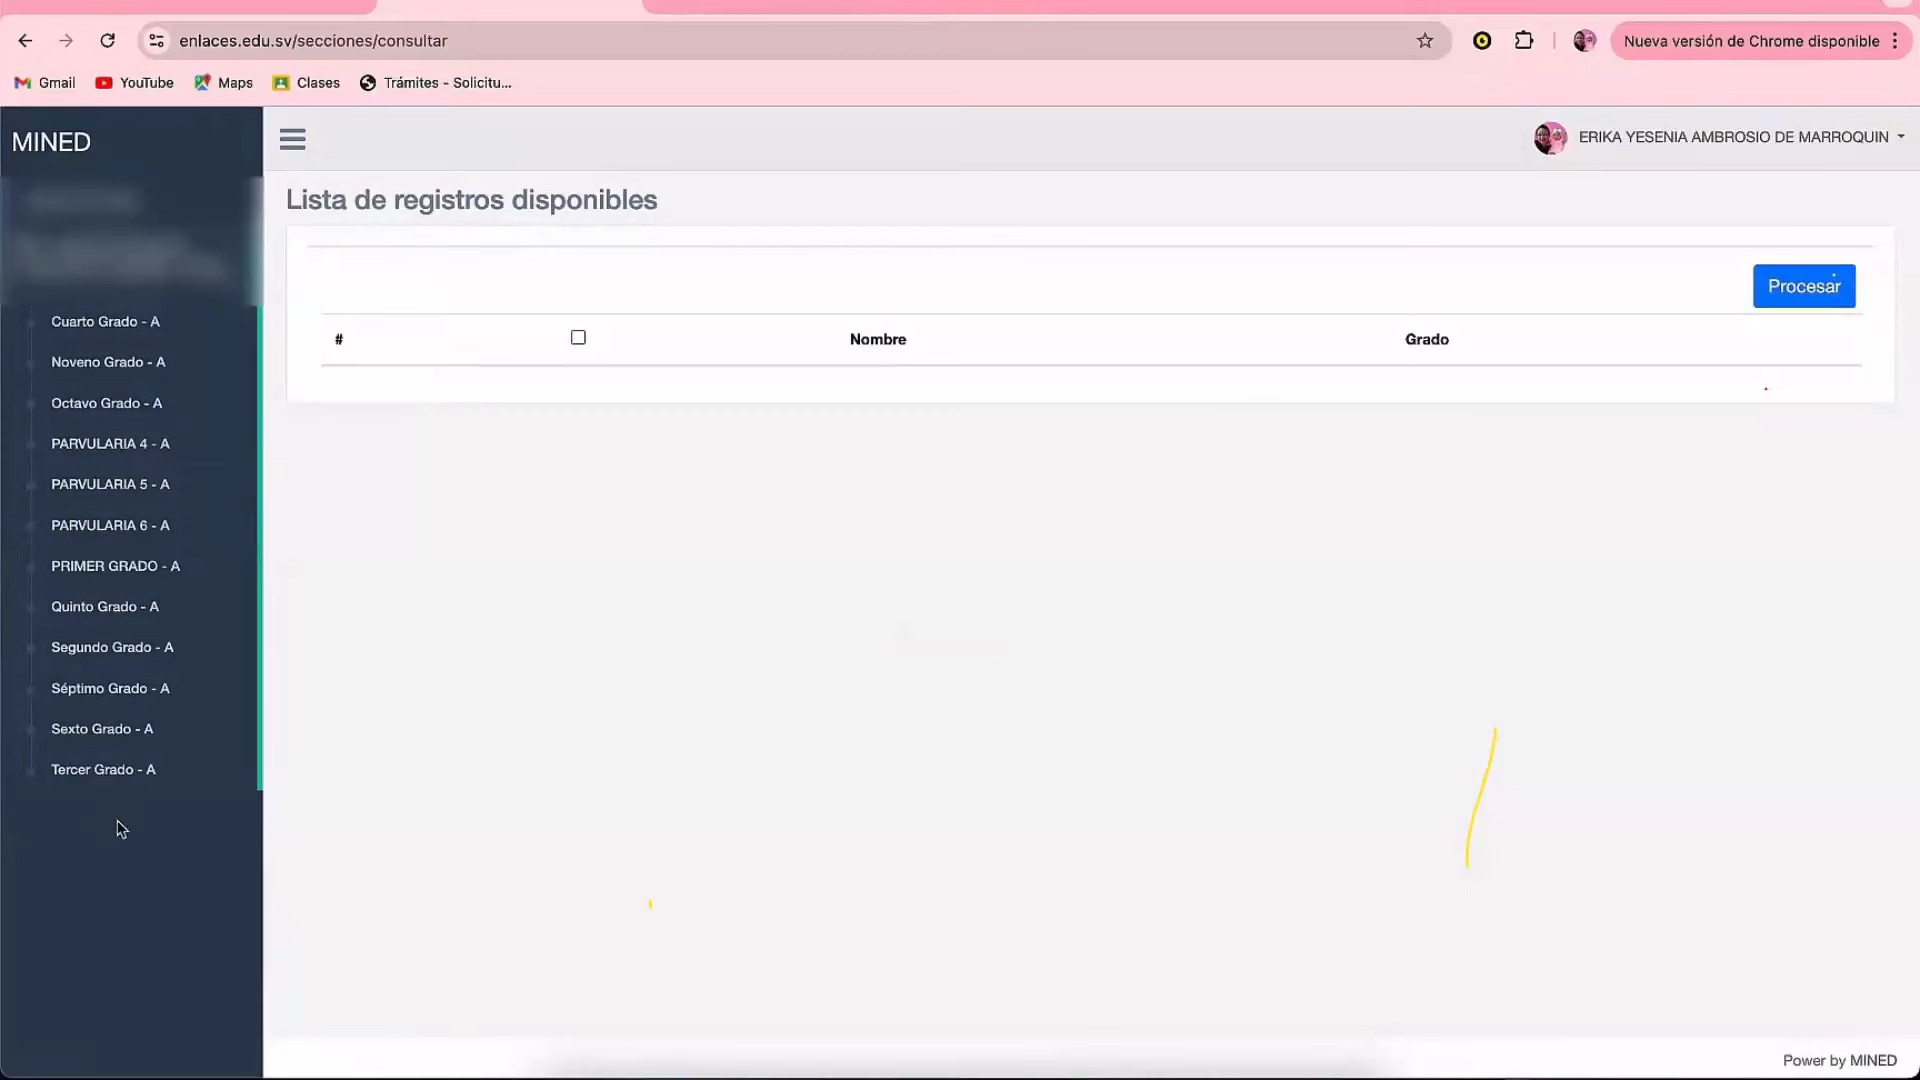 enlaces.edu.sv/secciones/consultar
Nueva versión de Chrome disponible
Gmail
YouTube
Maps
Clases
Trámites - Solicitu...
MINED
ERIKA YESENIA AMBROSIO DE MARROQUIN
Lista de registros disponibles
Procesar
# Nombre Grado
Cuarto Grado - A
Noveno Grado - A
Octavo Grado - A
PARVULARIA 4 - A
PARVULARIA 5 - A
PARVULARIA 6 - A
PRIMER GRADO - A
Quinto Grado - A
Segundo Grado - A
Séptimo Grado - A
Sexto Grado - A
Tercer Grado - A
Power by MINED